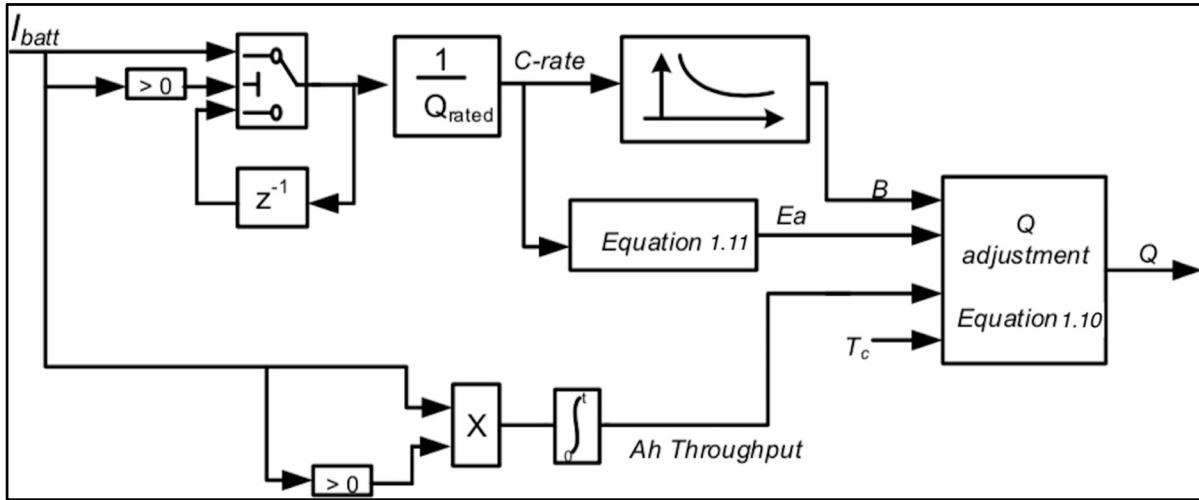 I_batt
> 0
z⁻¹
1
Q_rated
C-rate
B
Equation 1.11
Ea
Q
adjustment
Equation 1.10
Q
T_c
X
∫
t
0
Ah Throughput
> 0